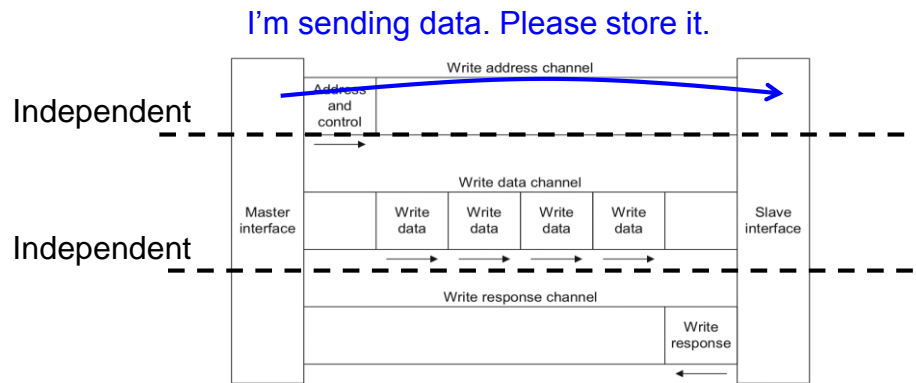 I'm sending data. Please store it.
Write address channel
Independent
Address
and
control
Write data channel
Master
interface
Write
data
Write
data
Write
data
Write
data
Slave
interface
Independent
Write response channel
Write
response